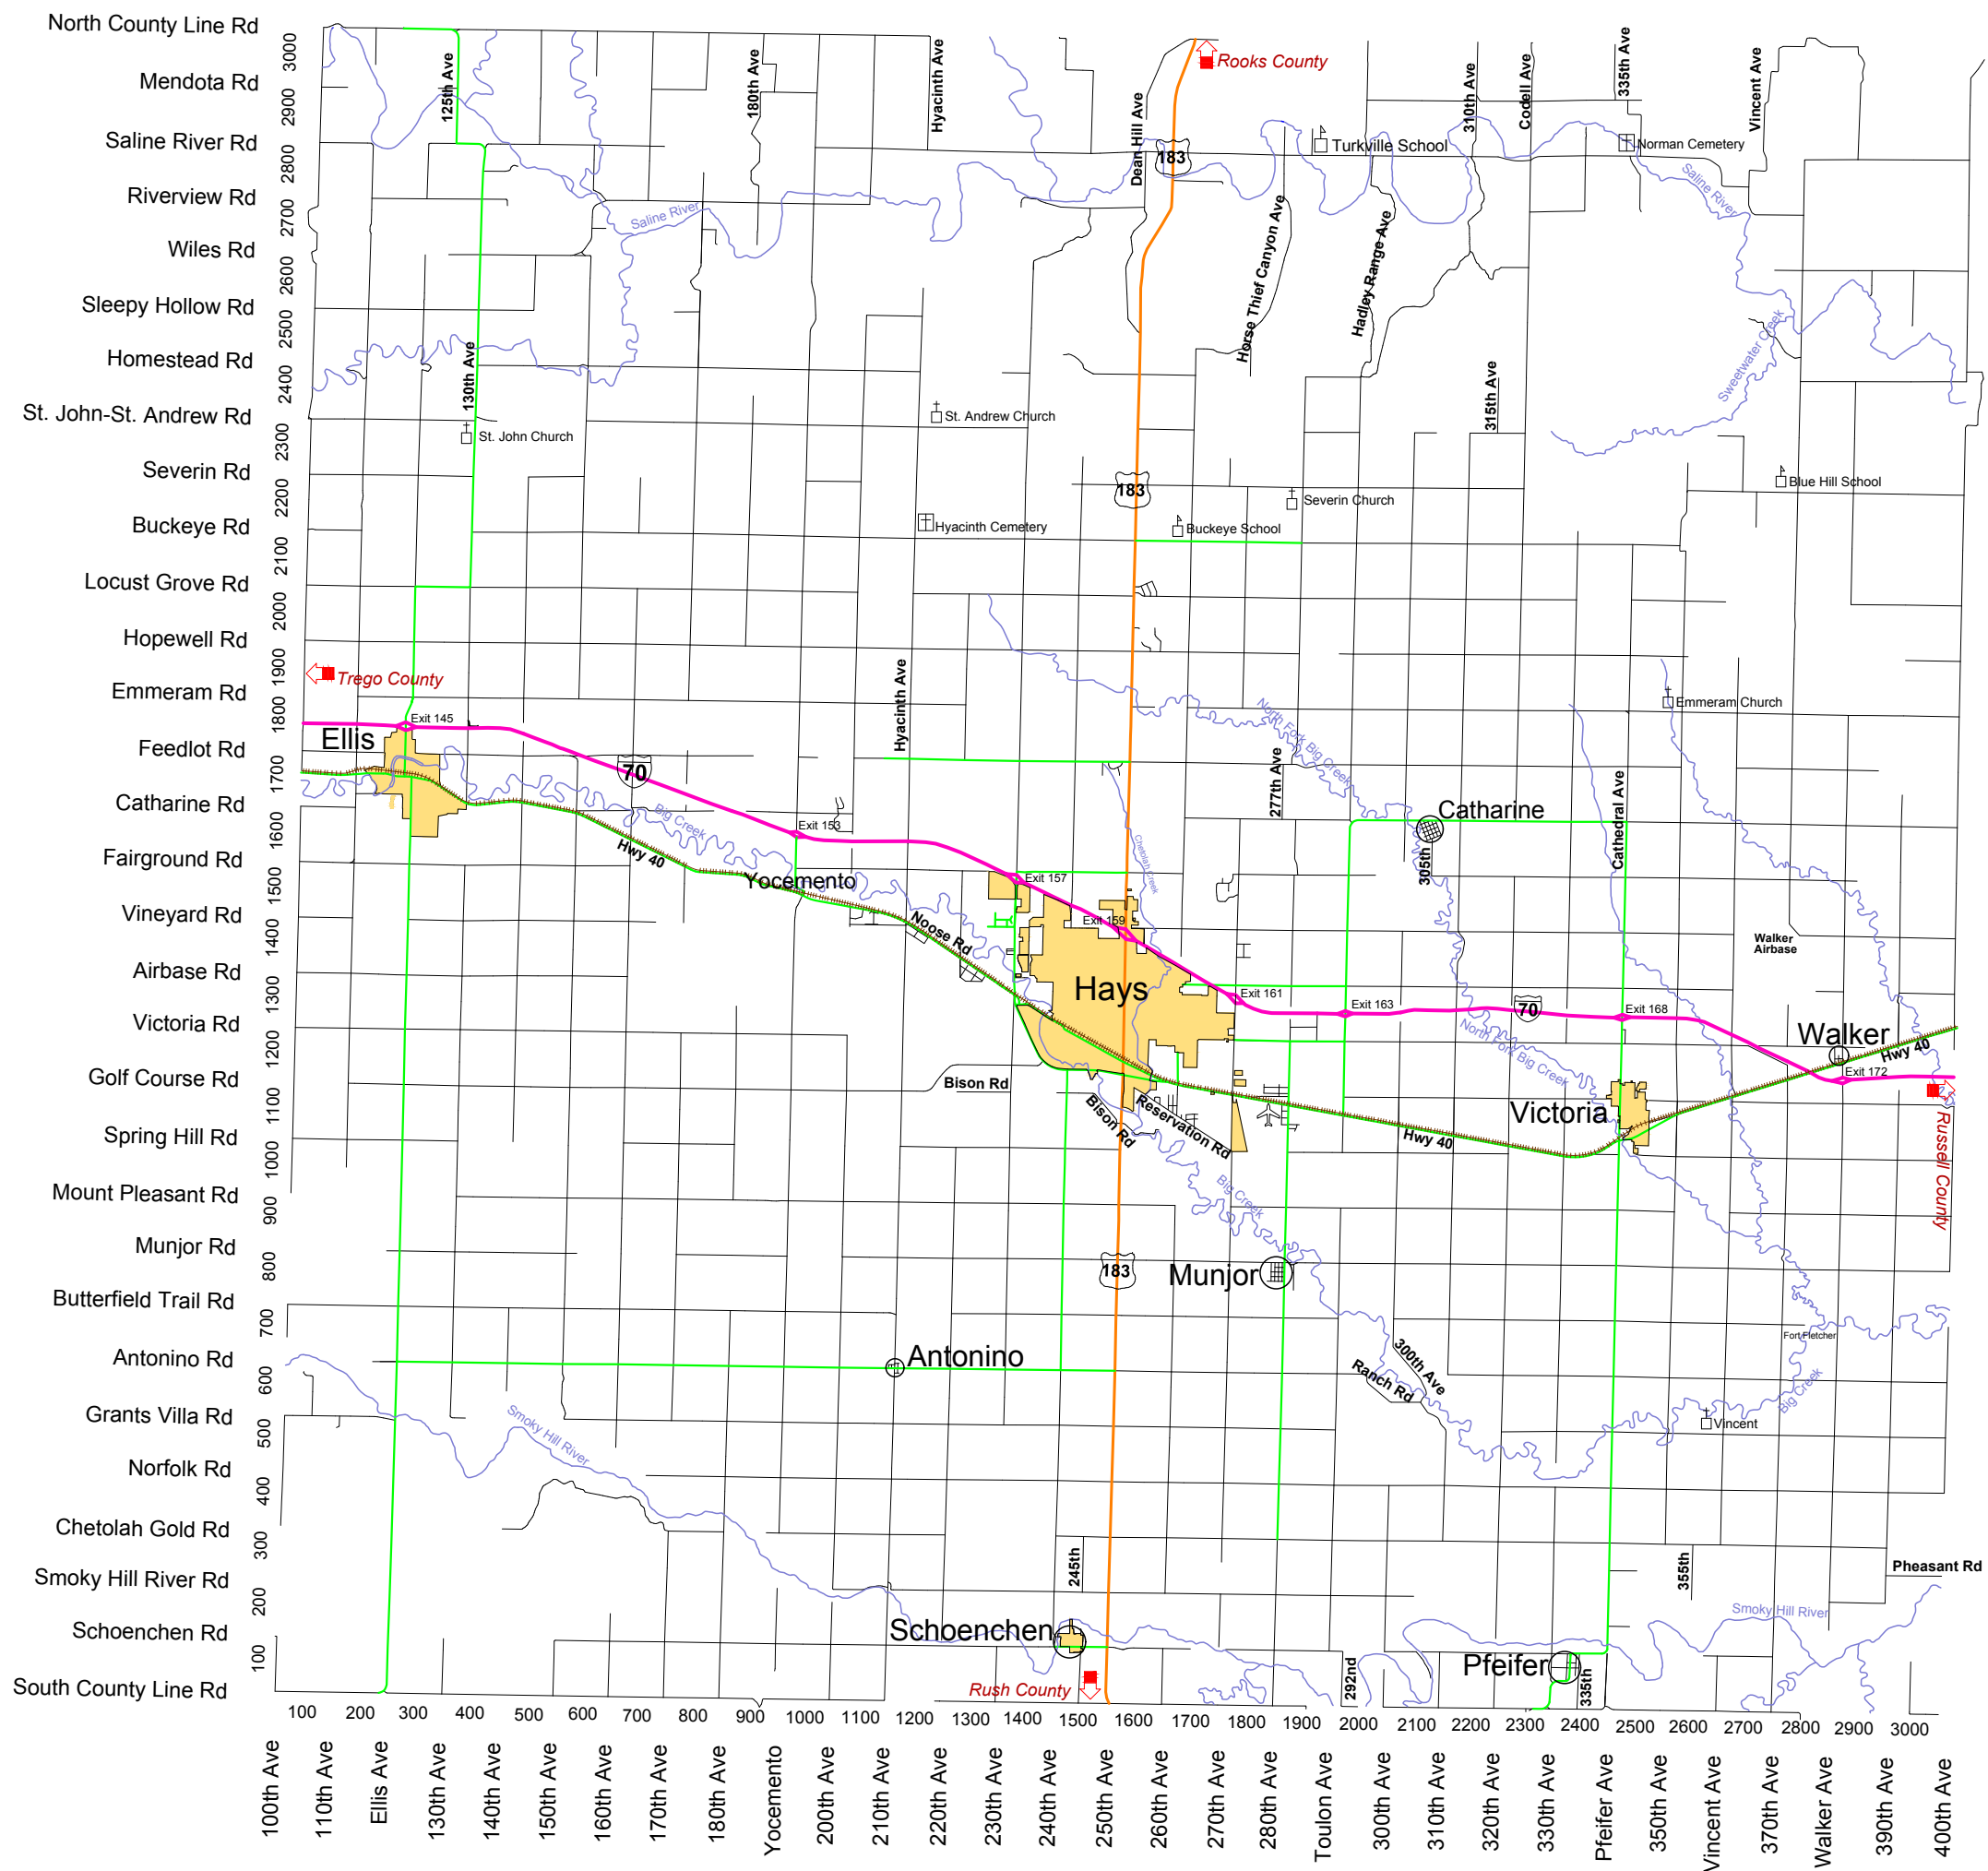 North County Line Rd
Mendota Rd
Saline River Rd
Riverview Rd
Wiles Rd
Sleepy Hollow Rd
Homestead Rd
St. John-St. Andrew Rd
Severin Rd
Buckeye Rd
Locust Grove Rd
Hopewell Rd
Emmeram Rd
Feedlot Rd
Catharine Rd
Fairground Rd
Vineyard Rd
Airbase Rd
Victoria Rd
Golf Course Rd
Spring Hill Rd
Mount Pleasant Rd
Munjor Rd
Butterfield Trail Rd
Antonino Rd
Grants Villa Rd
Norfolk Rd
Chetolah Gold Rd
Smoky Hill River Rd
Schoenchen Rd
South County Line Rd
3000
2900
2800
2700
2600
2500
2400
2300
2200
2100
2000
1900
1800
1700
1600
1500
1400
1300
1200
1100
1000
900
800
700
600
500
400
300
200
100
125th Ave
180th Ave
Hyacinth Ave
Dean Hill Ave
Rooks County
310th Ave
Codell Ave
335th Ave
Vincent Ave
183
Turkville School
Norman Cemetery
Saline River
Saline River
Horse Thief Canyon Ave
Hadley Range Ave
Sweetwater Creek
130th Ave
315th Ave
St. John Church
St. Andrew Church
183
Severin Church
Blue Hill School
Hyacinth Cemetery
Buckeye School
Trego County
Hyacinth Ave
Emmeram Church
North Fork Big Creek
Exit 145
Ellis
70
277th Ave
Cathedral Ave
Big Creek
Exit 153
Catharine
305th
Hwy 40
Chetolah Creek
Yocemento
Exit 157
Noose Rd
Exit 159
Walker
Airbase
Hays
Exit 161
Exit 163
70
Exit 168
North Fork Big Creek
Walker
Hwy 40
Exit 172
Bison Rd
Bison Rd
Reservation Rd
Victoria
Hwy 40
Russell County
Big Creek
183
Munjor
Fort Fletcher
Antonino
300th Ave
Ranch Rd
Big Creek
Vincent
Smoky Hill River
245th
355th
Pheasant Rd
Smoky Hill River
Schoenchen
Pfeifer
Rush County
292nd
335th
100 200 300 400 500 600 700 800 900 1000 1100 1200 1300 1400 1500 1600 1700 1800 1900 2000 2100 2200 2300 2400 2500 2600 2700 2800 2900 3000
100th Ave
110th Ave
Ellis Ave
130th Ave
140th Ave
150th Ave
160th Ave
170th Ave
180th Ave
Yocemento
200th Ave
210th Ave
220th Ave
230th Ave
240th Ave
250th Ave
260th Ave
270th Ave
280th Ave
Toulon Ave
300th Ave
310th Ave
320th Ave
330th Ave
Pfeifer Ave
350th Ave
Vincent Ave
370th Ave
Walker Ave
390th Ave
400th Ave